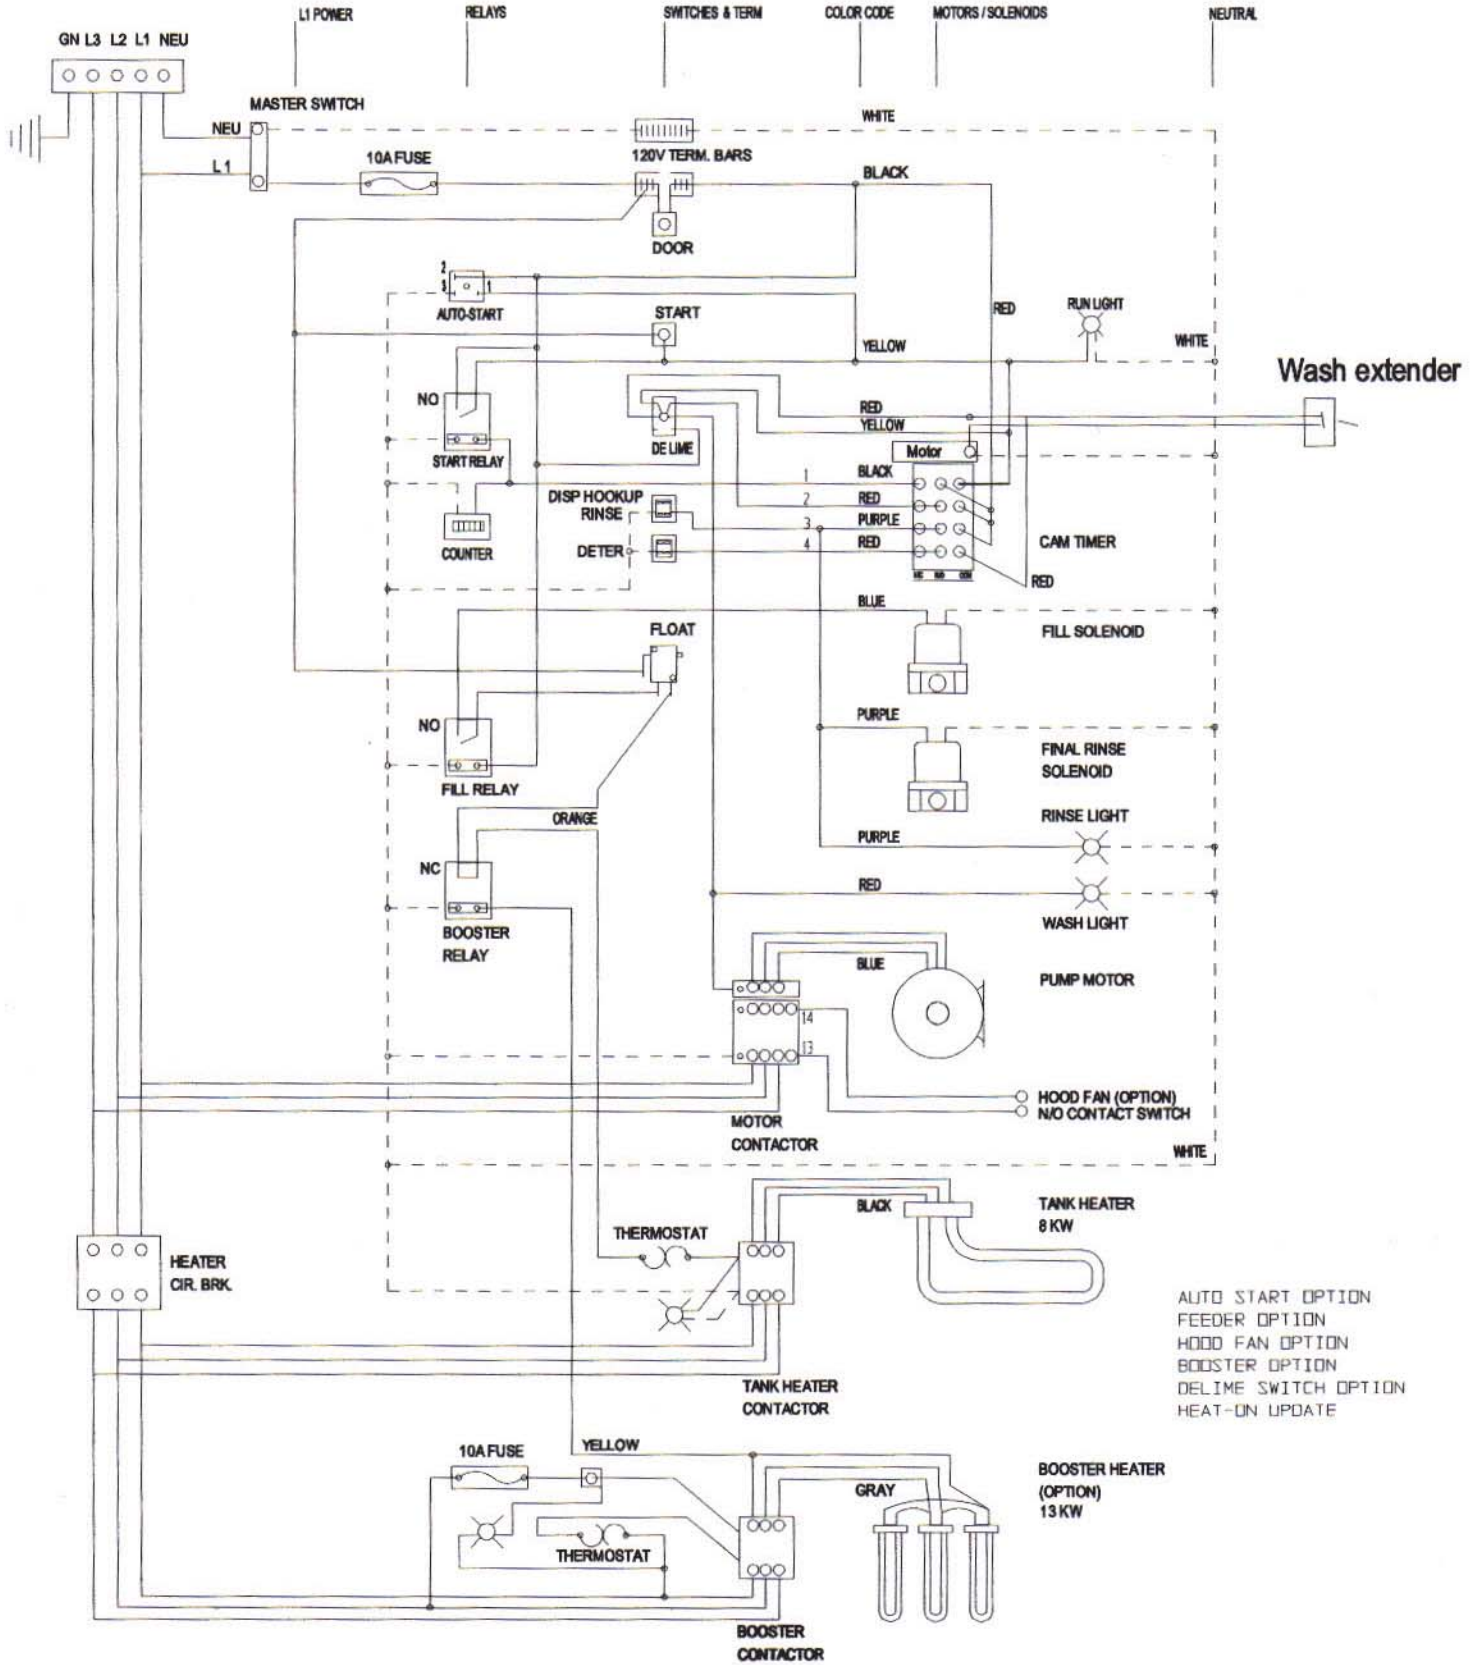 L1 POWER
RELAYS
SWITCHES & TERM
COLOR CODE
MOTORS / SOLENOIDS
NEUTRAL
GN L3 L2 L1 NEU
MASTER SWITCH
NEU
L1
10A FUSE
120V TERM. BARS
WHITE
BLACK
DOOR
2
3
1
AUTO-START
START
RED
RUN LIGHT
YELLOW
WHITE
Wash extender
NO
START RELAY
DE LIME
RED
YELLOW
Motor
1
BLACK
DISP HOOKUP
RINSE
2
RED
3
PURPLE
DETER
4
RED
COUNTER
CAM TIMER
NC NO COM
RED
BLUE
FLOAT
FILL SOLENOID
NO
FILL RELAY
PURPLE
FINAL RINSE
SOLENOID
ORANGE
RINSE LIGHT
PURPLE
NC
RED
WASH LIGHT
BOOSTER
RELAY
BLUE
PUMP MOTOR
14
13
HOOD FAN (OPTION)
N/O CONTACT SWITCH
MOTOR
CONTACTOR
WHITE
BLACK
TANK HEATER
8 KW
THERMOSTAT
HEATER
CIR. BRK.
AUTO START OPTION
FEEDER OPTION
HOOD FAN OPTION
BOOSTER OPTION
DELIME SWITCH OPTION
HEAT-ON UPDATE
TANK HEATER
CONTACTOR
10A FUSE
YELLOW
GRAY
BOOSTER HEATER
(OPTION)
13 KW
THERMOSTAT
BOOSTER
CONTACTOR